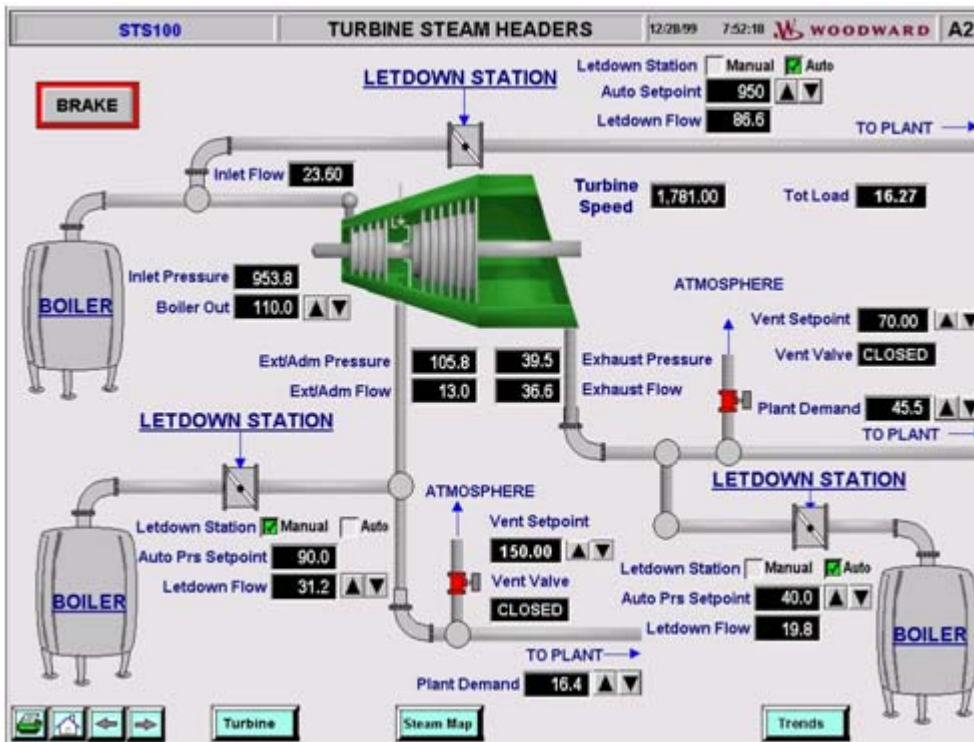 STS100 TURBINE STEAM HEADERS 12/28/99 7:52:18 WOODWARD A2
BRAKE
LETDOWN STATION
Letdown Station Manual Auto
Auto Setpoint 950
Letdown Flow 86.6
TO PLANT
Inlet Flow 23.60
Turbine Speed 1,781.00
Tot Load 16.27
BOILER
Inlet Pressure 953.8
Boiler Out 110.0
ATMOSPHERE
Vent Setpoint 70.00
Vent Valve CLOSED
Ext/Adm Pressure 105.8 39.5 Exhaust Pressure
Ext/Adm Flow 13.0 36.6 Exhaust Flow
Plant Demand 45.5
TO PLANT
LETDOWN STATION
LETDOWN STATION
ATMOSPHERE
Letdown Station Manual Auto
Auto Prs Setpoint 90.0
Letdown Flow 31.2
BOILER
Vent Setpoint
150.00
Vent Valve
CLOSED
Letdown Station Manual Auto
Auto Prs Setpoint 40.0
Letdown Flow 19.8
BOILER
TO PLANT
Plant Demand 16.4
Turbine
Steam Map
Trends